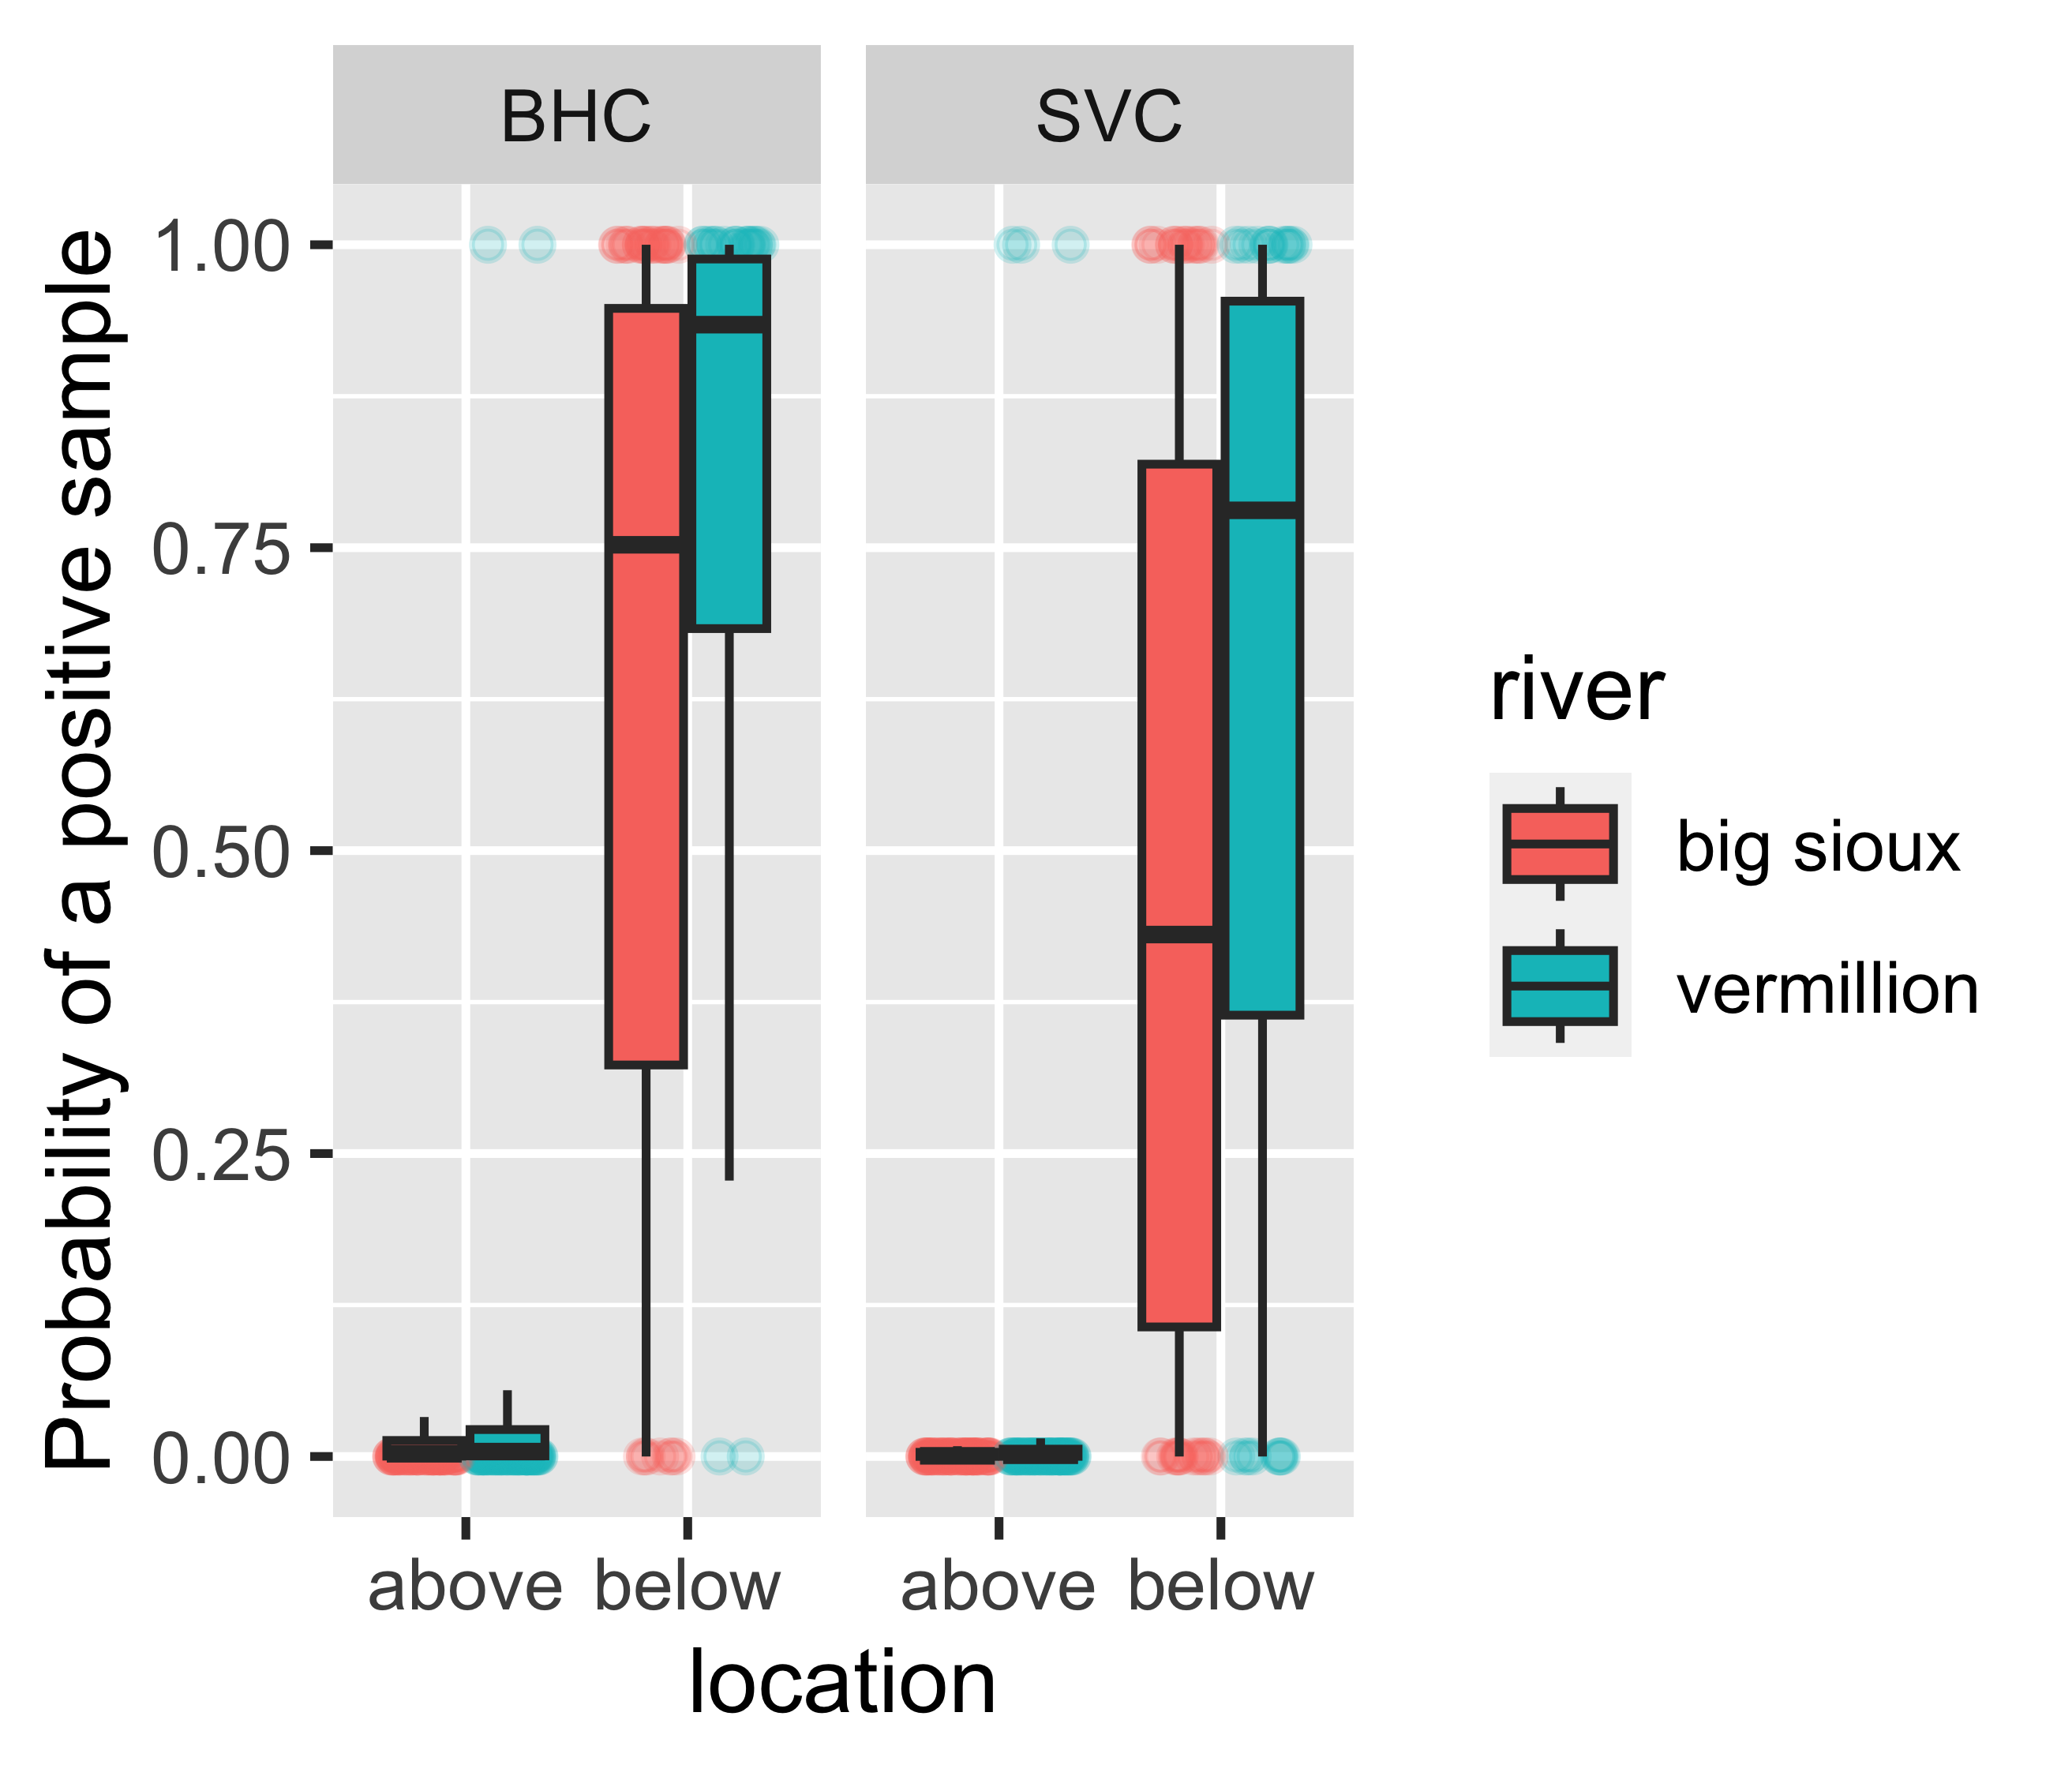 BHC
SVC
Probability of a positive sample
1.00
0.75
0.50
0.25
0.00
above
below
above
below
location
river
big sioux
vermillion